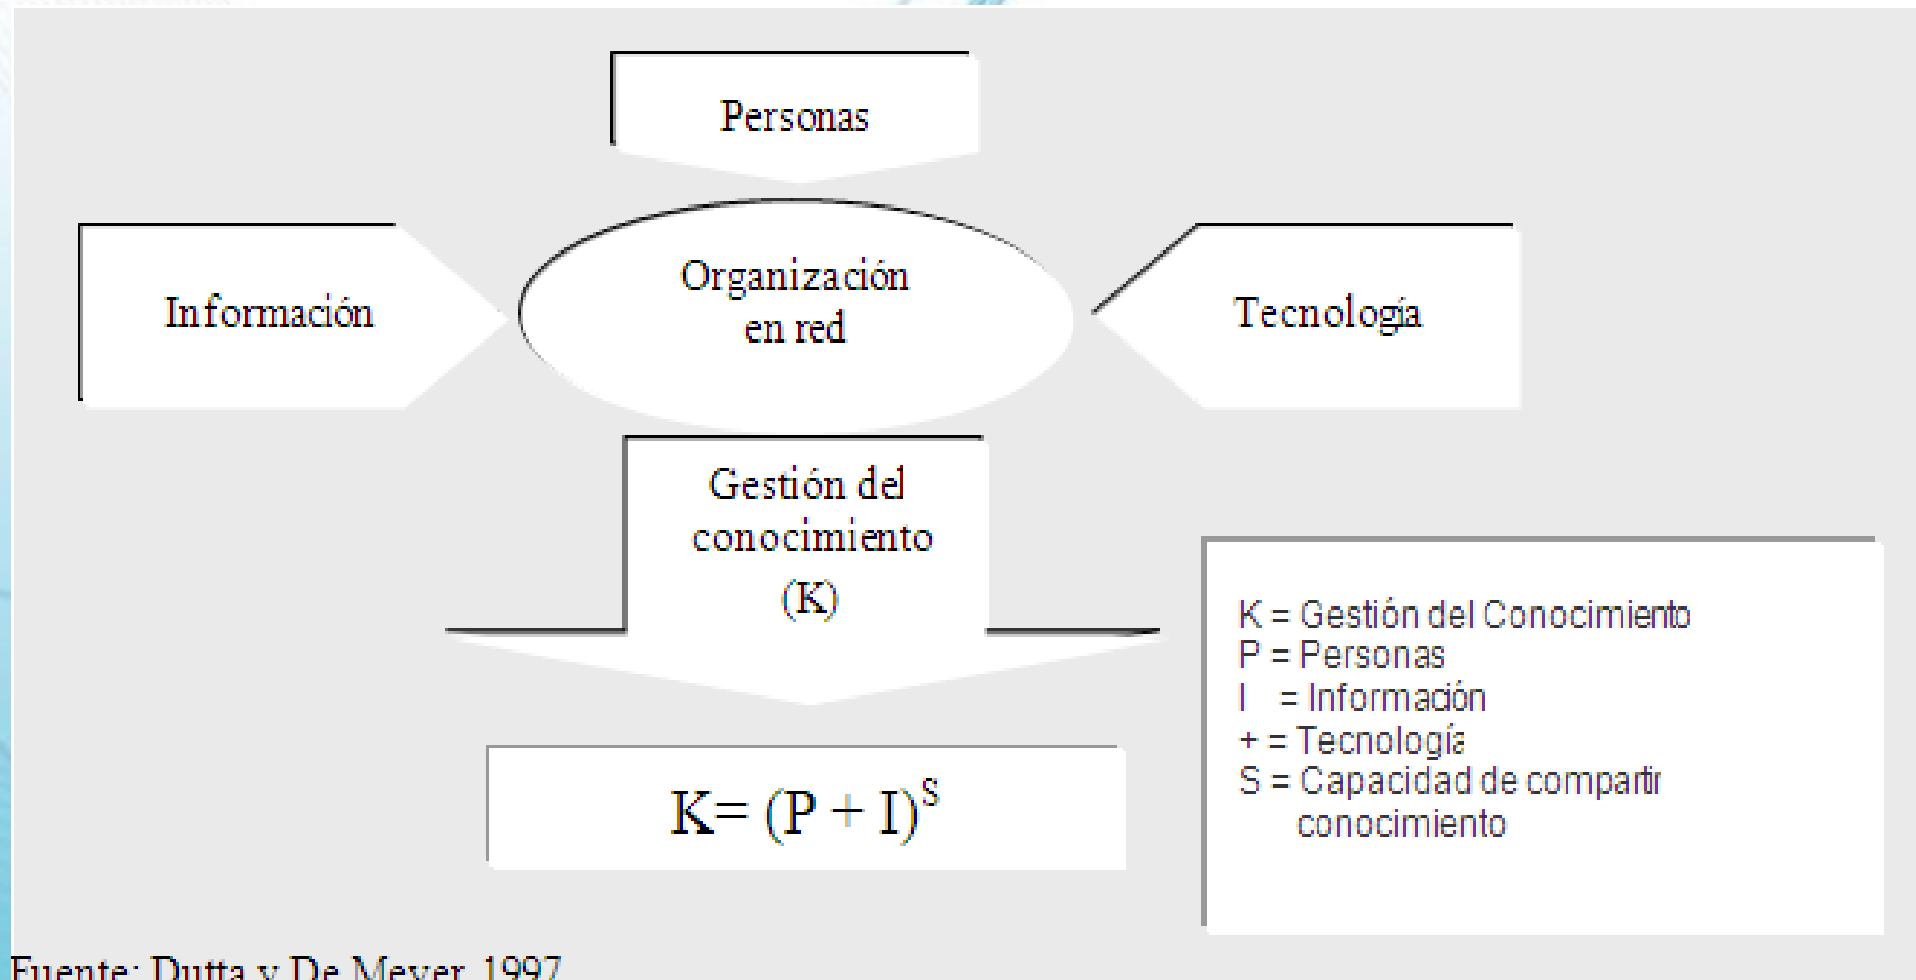 Personas
Información
Organización
en red
Tecnología
Gestión del
conocimiento
(K)
K = Gestión del Conocimiento
P = Personas
I = Información
+ = Tecnología
S = Capacidad de compartir
conocimiento
K= (P + I)^S
Fuente: Dutta y De Meyer, 1997